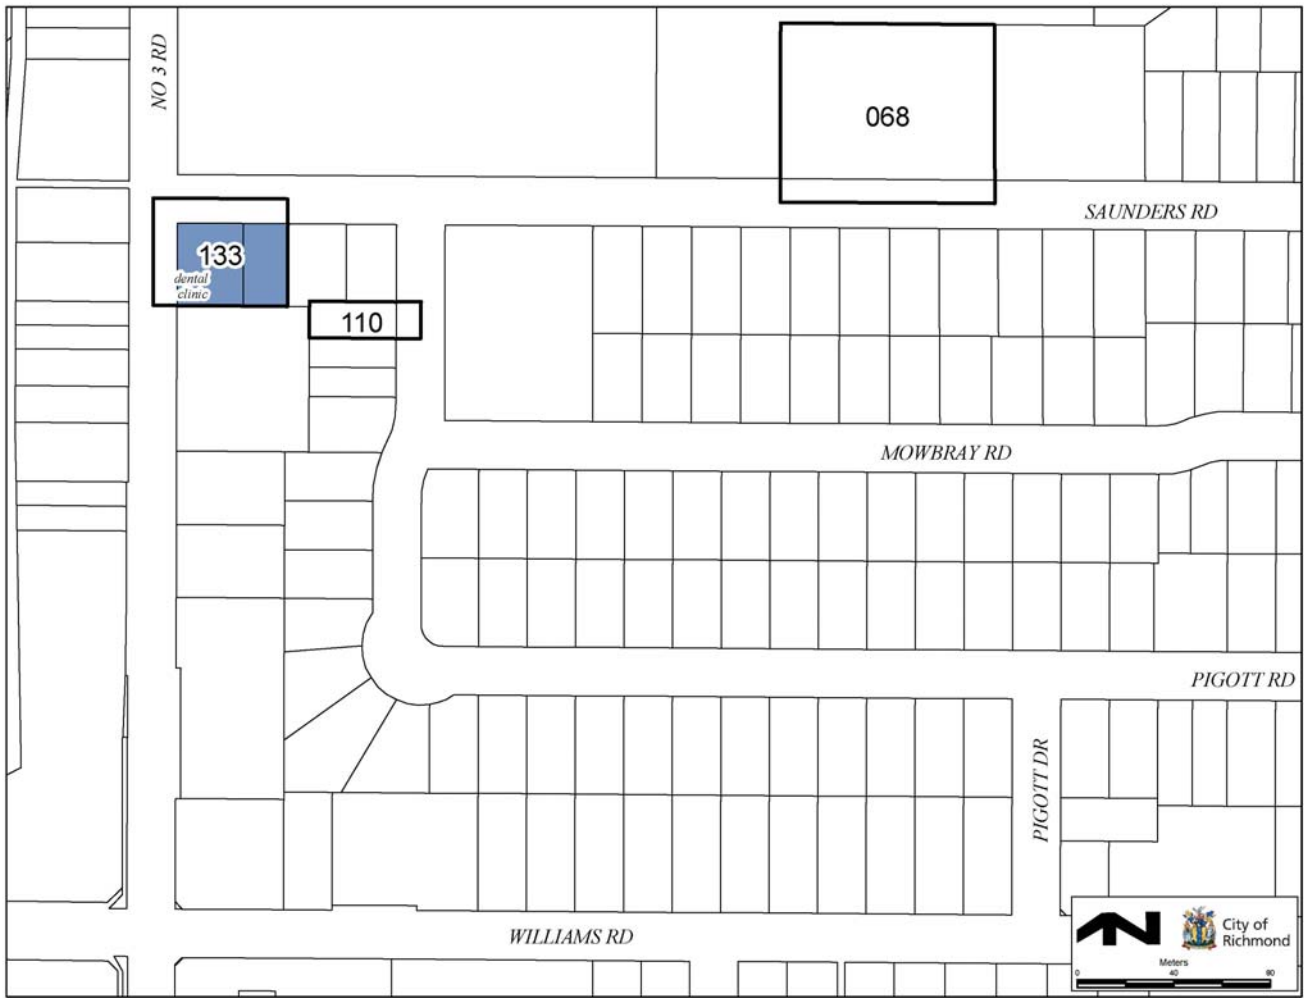 NO 3 RD
068
SAUNDERS RD
133
dental
clinic
110
MOWBRAY RD
PIGOTT RD
PIGOTT DR
WILLIAMS RD
City of
Richmond
Meters
0 40 80